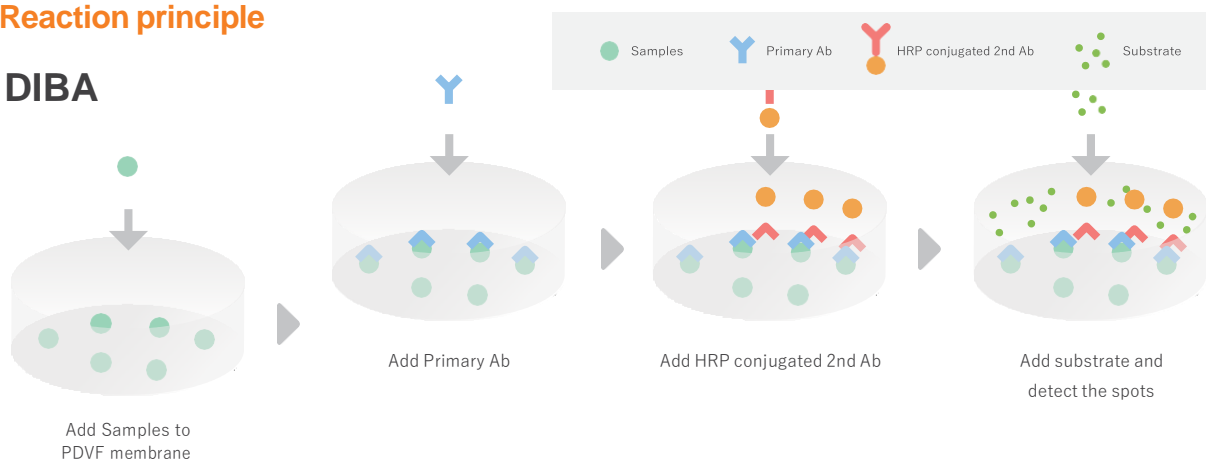 Reaction principle
DIBA
Samples
Primary Ab
HRP conjugated 2nd Ab
Substrate
Add Samples to
PDVF membrane
Add Primary Ab
Add HRP conjugated 2nd Ab
Add substrate and
detect the spots